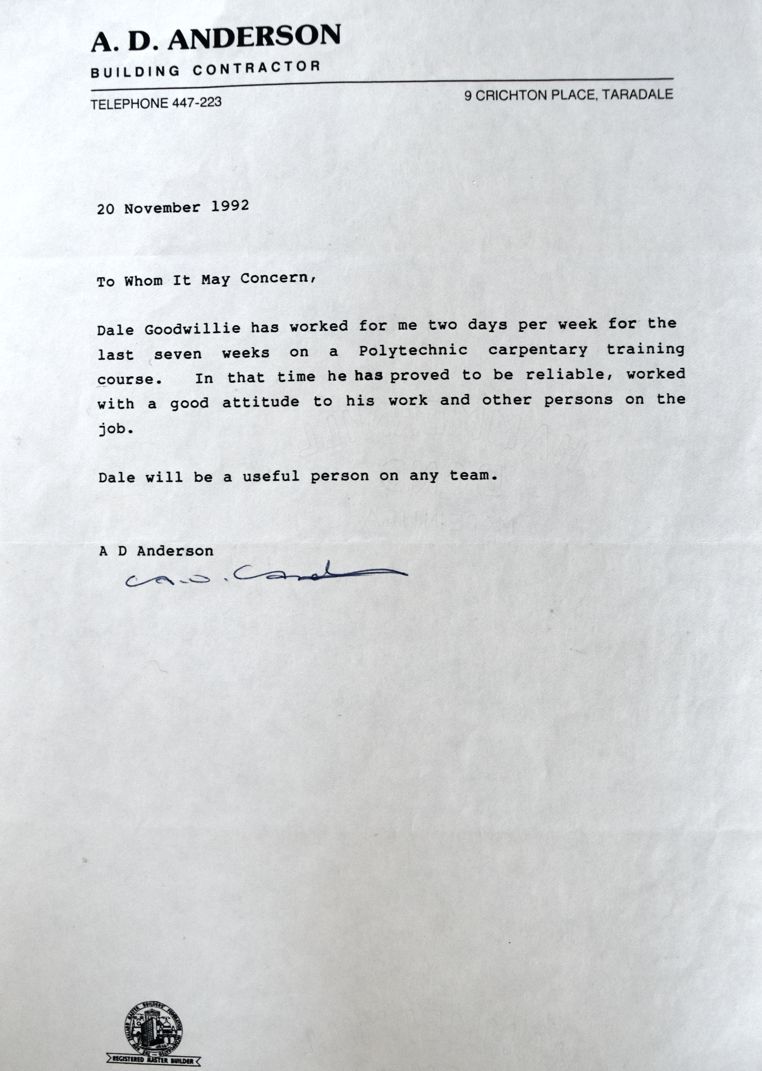 A. D. ANDERSON
BUILDING CONTRACTOR
TELEPHONE 447-223
9 CRICHTON PLACE, TARADALE
20 November 1992
To Whom It May Concern,
Dale Goodwillie has worked for me two days per week for the
last seven weeks on a Polytechnic carpentary training
course. In that time he has proved to be reliable, worked
with a good attitude to his work and other persons on the
job.
Dale will be a useful person on any team.
A D Anderson
REGISTERED MASTER BUILDER